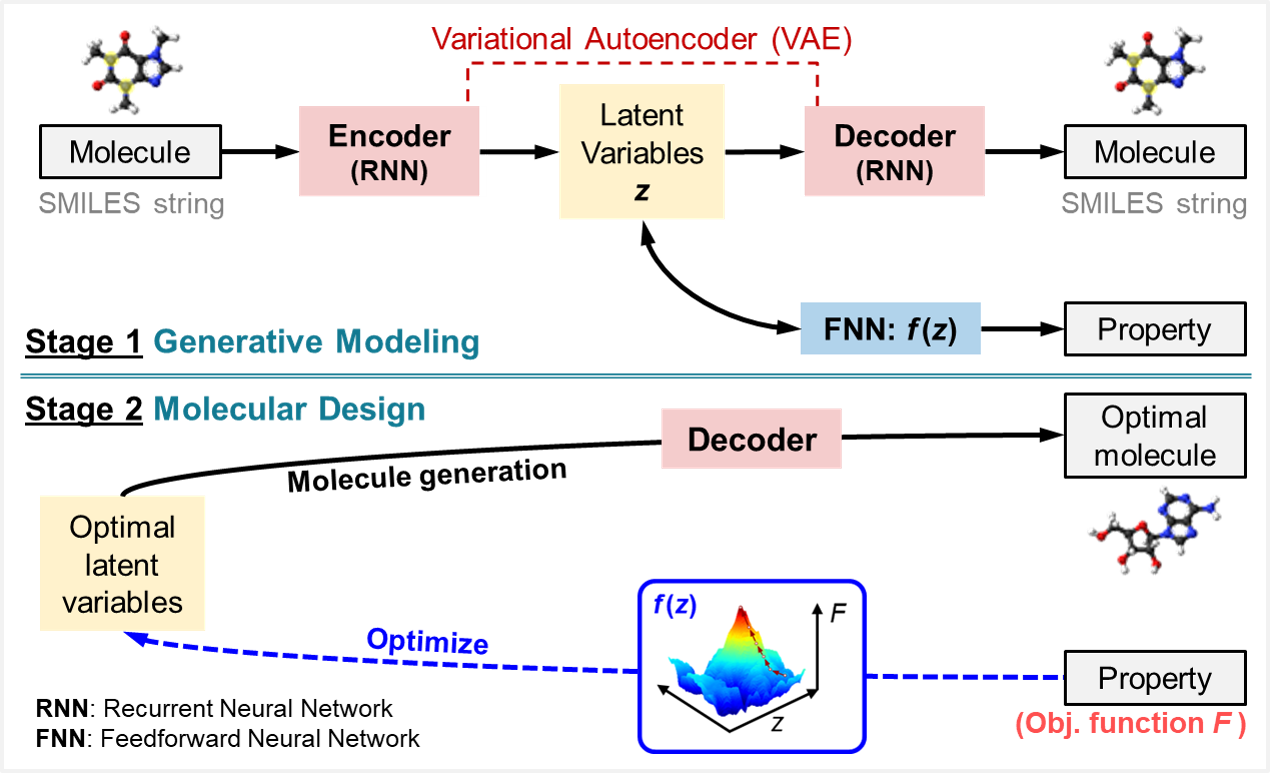 Variational Autoencoder (VAE)
Molecule
SMILES string
Encoder
(RNN)
Latent
Variables
z
Decoder
(RNN)
Molecule
SMILES string
FNN: f(z)
Property
Stage 1 Generative Modeling
Stage 2 Molecular Design
Decoder
Optimal
molecule
Molecule generation
Optimal
latent
variables
Optimize
f(z)
F
z
Property
(Obj. function F)
RNN: Recurrent Neural Network
FNN: Feedforward Neural Network